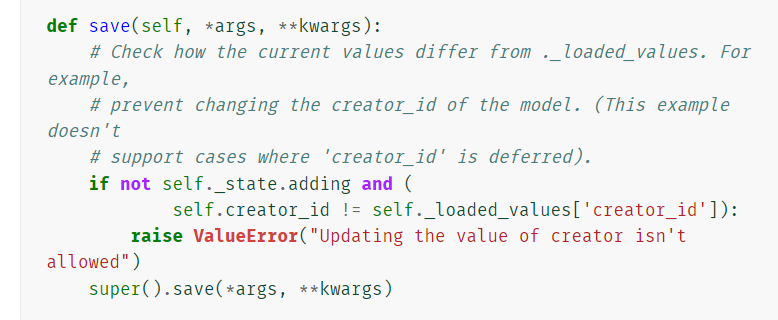 def save(self, *args, **kwargs):
    # Check how the current values differ from ._loaded_values. For
example,
    # prevent changing the creator_id of the model. (This example
doesn't
    # support cases where 'creator_id' is deferred).
    if not self._state.adding and (
            self.creator_id != self._loaded_values['creator_id']):
        raise ValueError("Updating the value of creator isn't
allowed")
    super().save(*args, **kwargs)